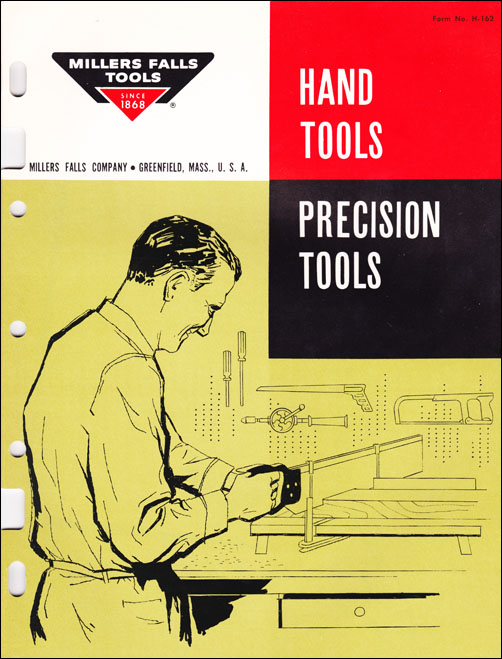 Form No. H-162
MILLERS FALLS
TOOLS
SINCE
1868
®
MILLERS FALLS COMPANY • GREENFIELD, MASS., U. S. A.
HAND
TOOLS
PRECISION
TOOLS